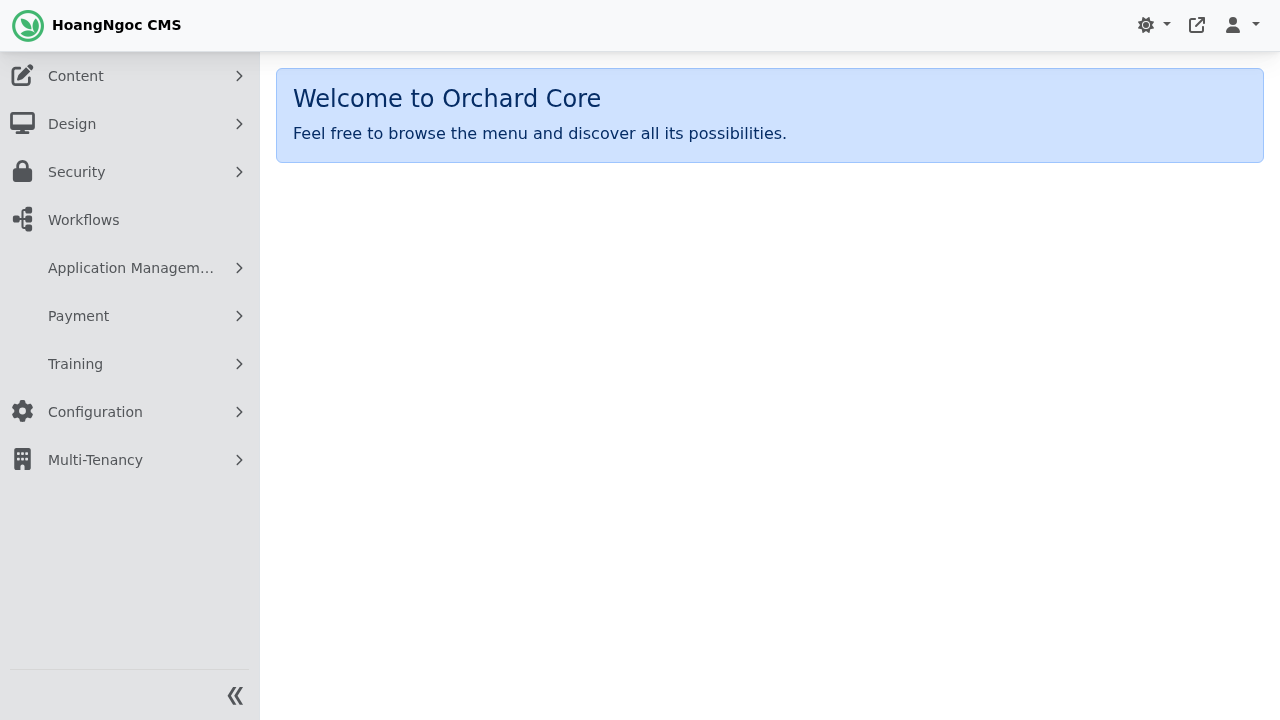 HoangNgoc CMS
Content
Design
Security
Workflows
Application Managem...
Payment
Training
Configuration
Multi-Tenancy
Welcome to Orchard Core
Feel free to browse the menu and discover all its possibilities.